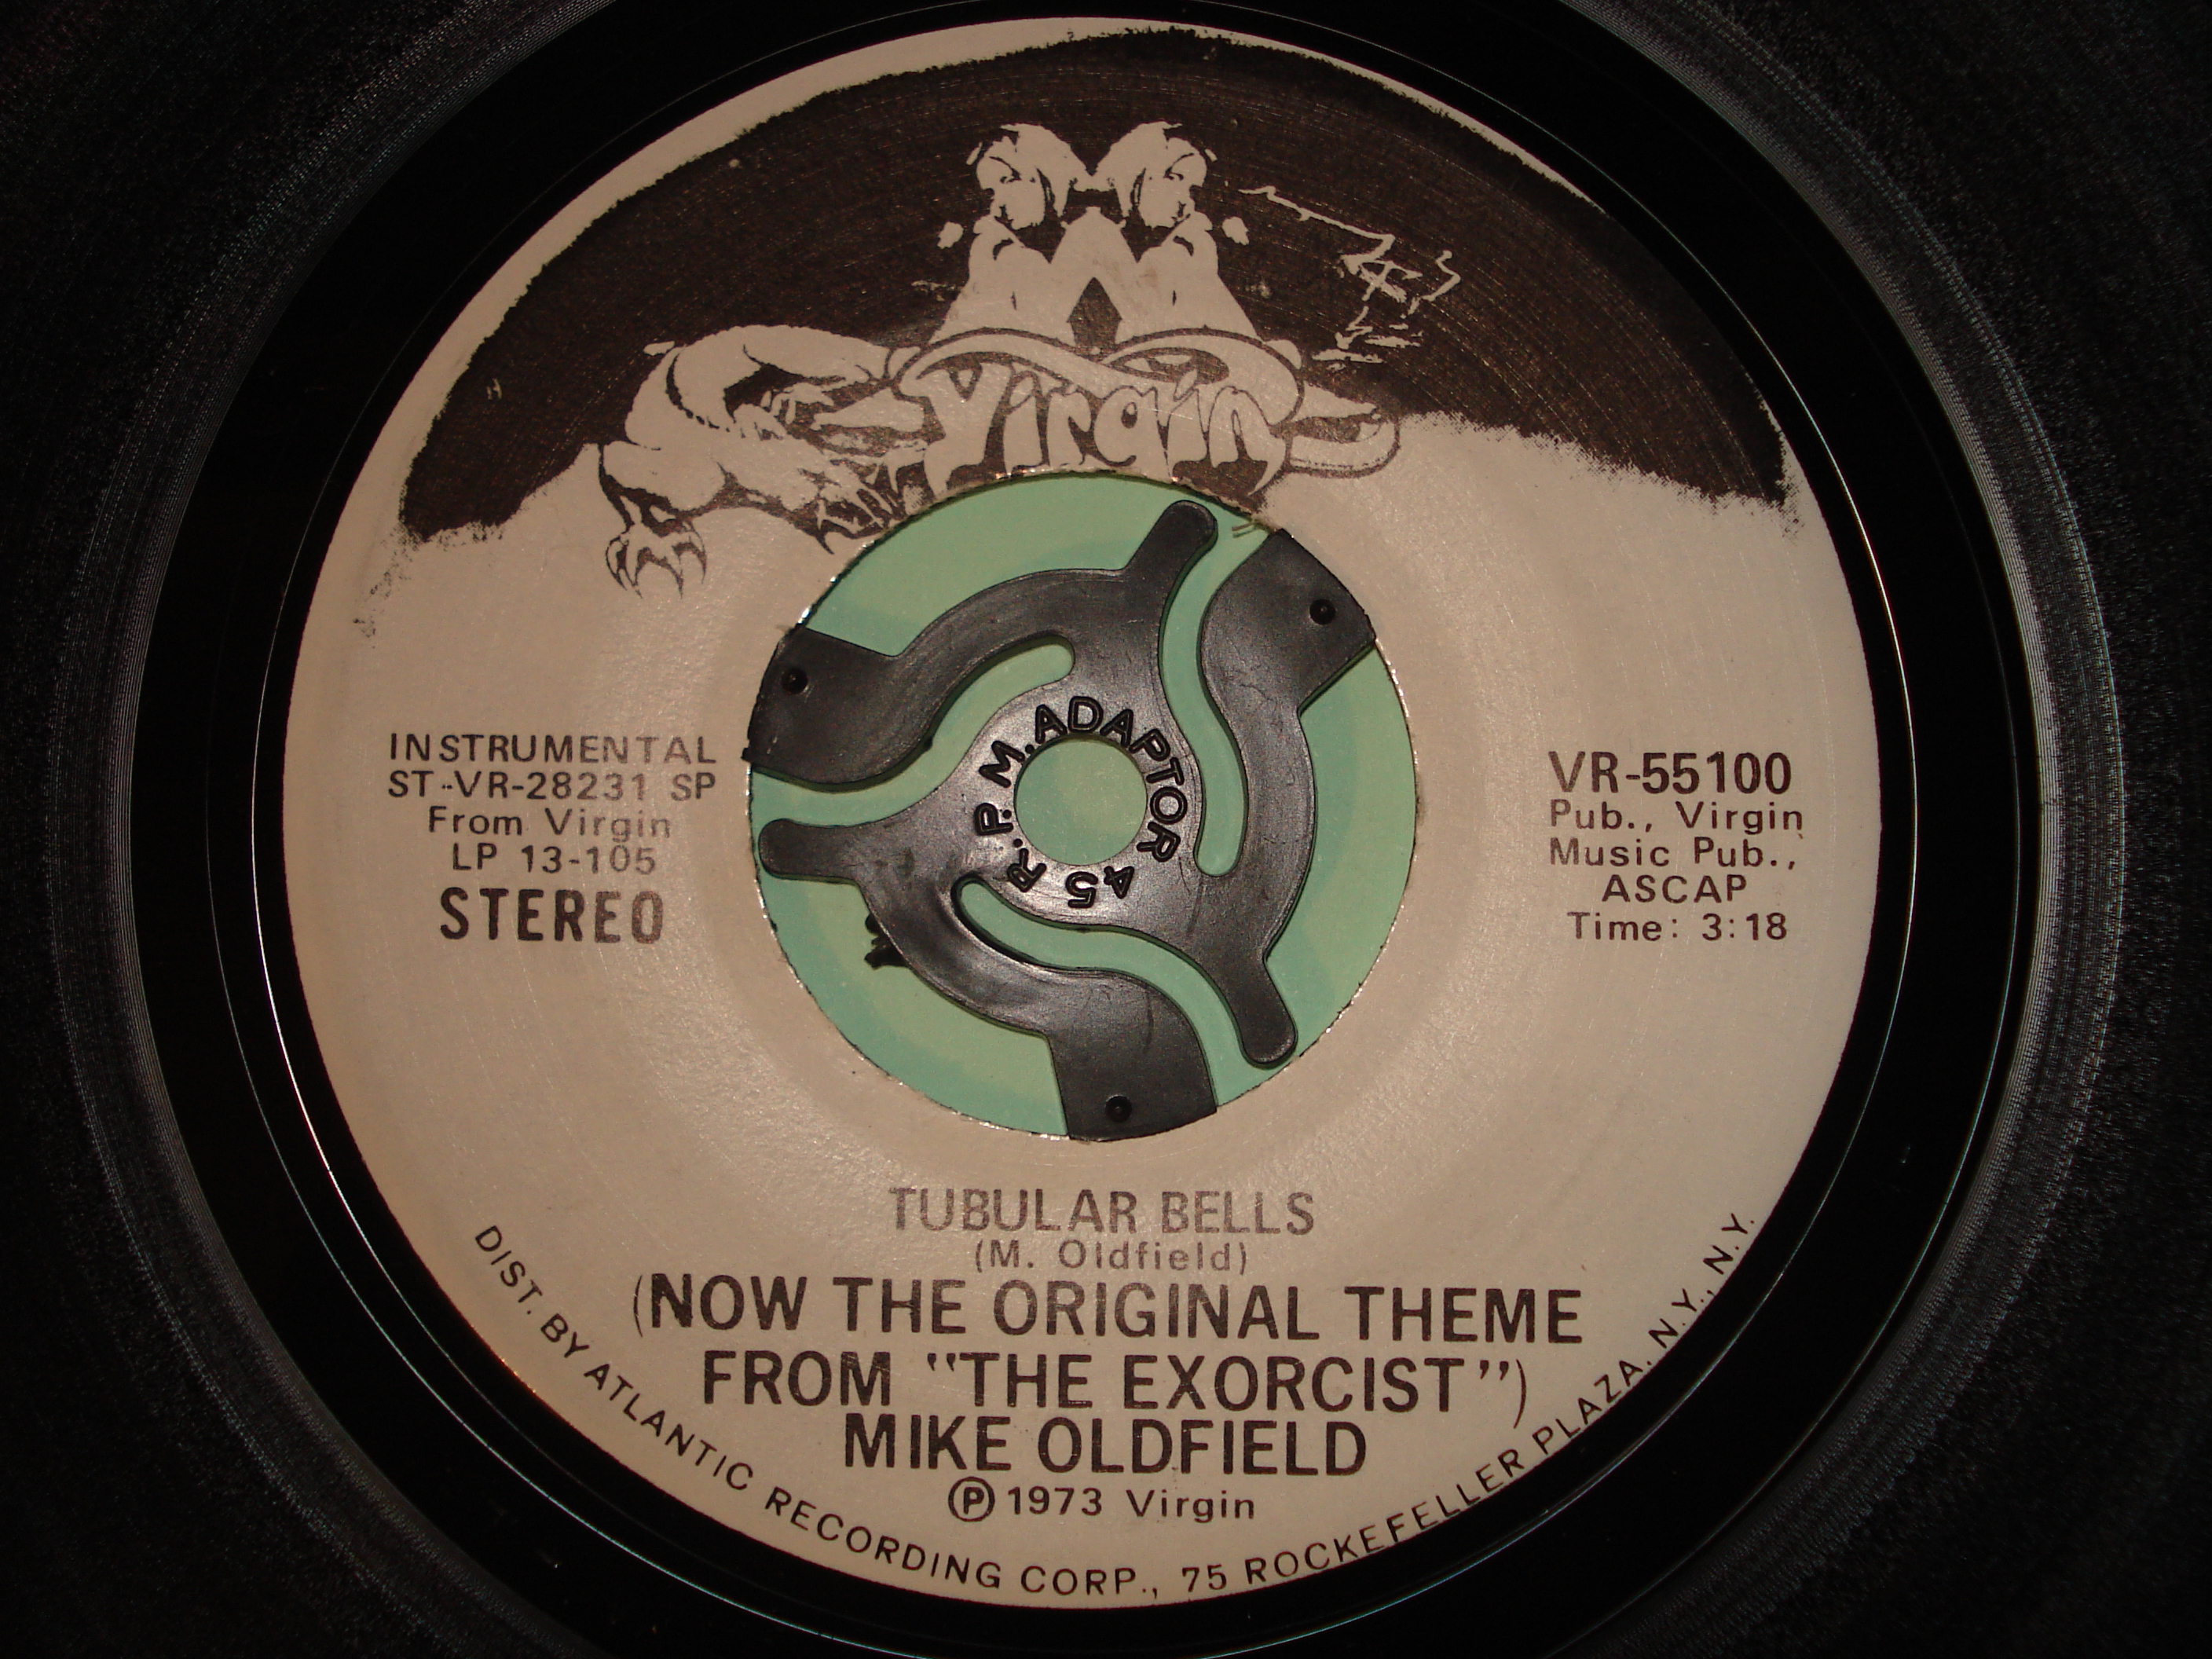 Virgin
INSTRUMENTAL
ST-VR-28231 SP
From Virgin
LP 13-105
STEREO
45 R.P.M. ADAPTOR
VR-55100
Pub., Virgin
Music Pub.,
ASCAP
Time: 3:18
TUBULAR BELLS
(M. Oldfield)
(NOW THE ORIGINAL THEME
FROM "THE EXORCIST")
MIKE OLDFIELD
Ⓟ 1973 Virgin
DIST. BY ATLANTIC RECORDING CORP., 75 ROCKEFELLER PLAZA, N.Y., N.Y.